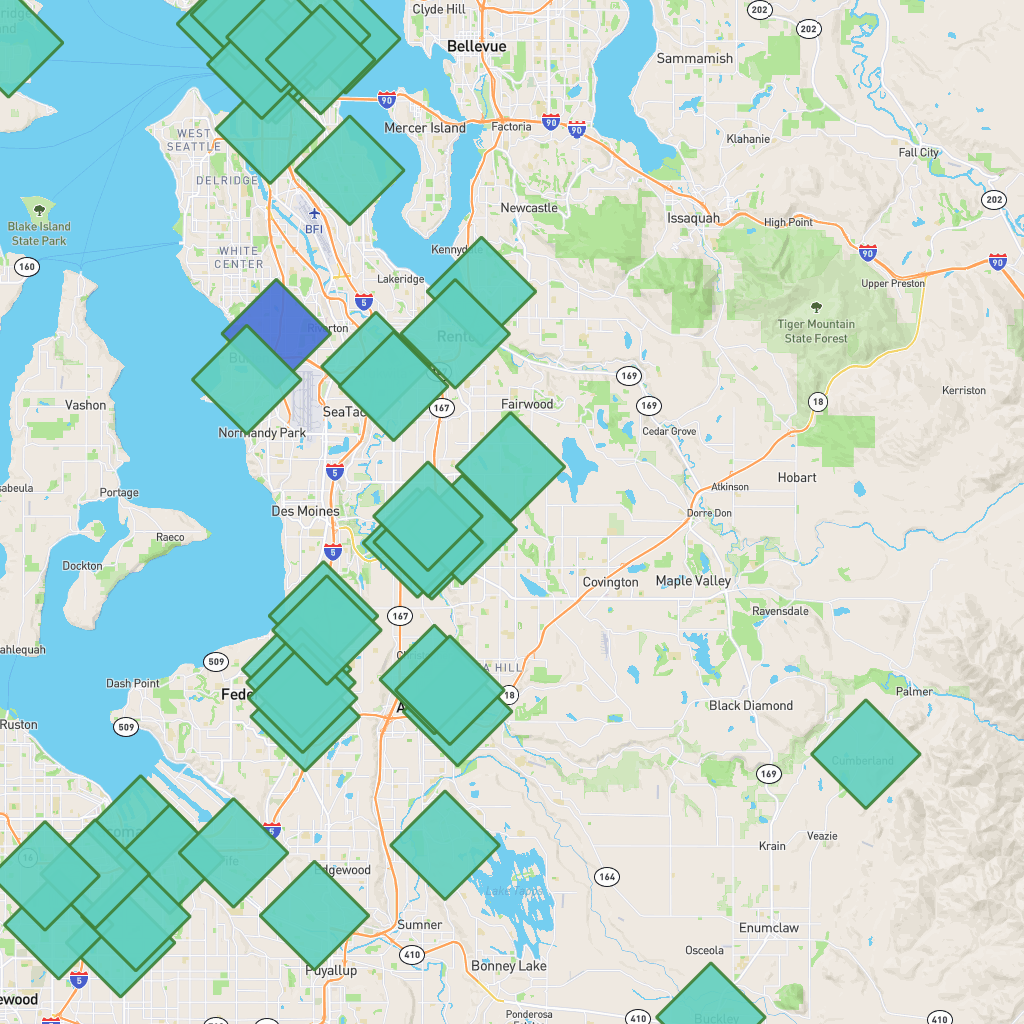 Clyde Hill
202
202
Bellevue
Sammamish
90
Mercer Island
Factoria
90
90
WEST
SEATTLE
Klahanie
Fall City
DELRIDGE
202
Newcastle
Issaquah
High Point
Blake Island
State Park
BFI
WHITE
CENTER
160
90
90
Lakeridge
Upper Preston
5
Tiger Mountain
State Forest
169
Kerriston
Vashon
SeaTac
167
Fairwood
169
18
Normandy Park
Cedar Grove
5
Hobart
Portage
Atkinson
Des Moines
Dorre Don
Raeco
5
Dockton
Covington
Maple Valley
167
Ravensdale
509
Dash Point
18
Palmer
Ruston
509
Black Diamond
Cumberland
169
5
Veazie
Krain
16
Edgewood
164
Lake Tapps
Sumner
Enumclaw
410
Osceola
Bonney Lake
5
Puyallup
Ponderosa
410
Buckley
410